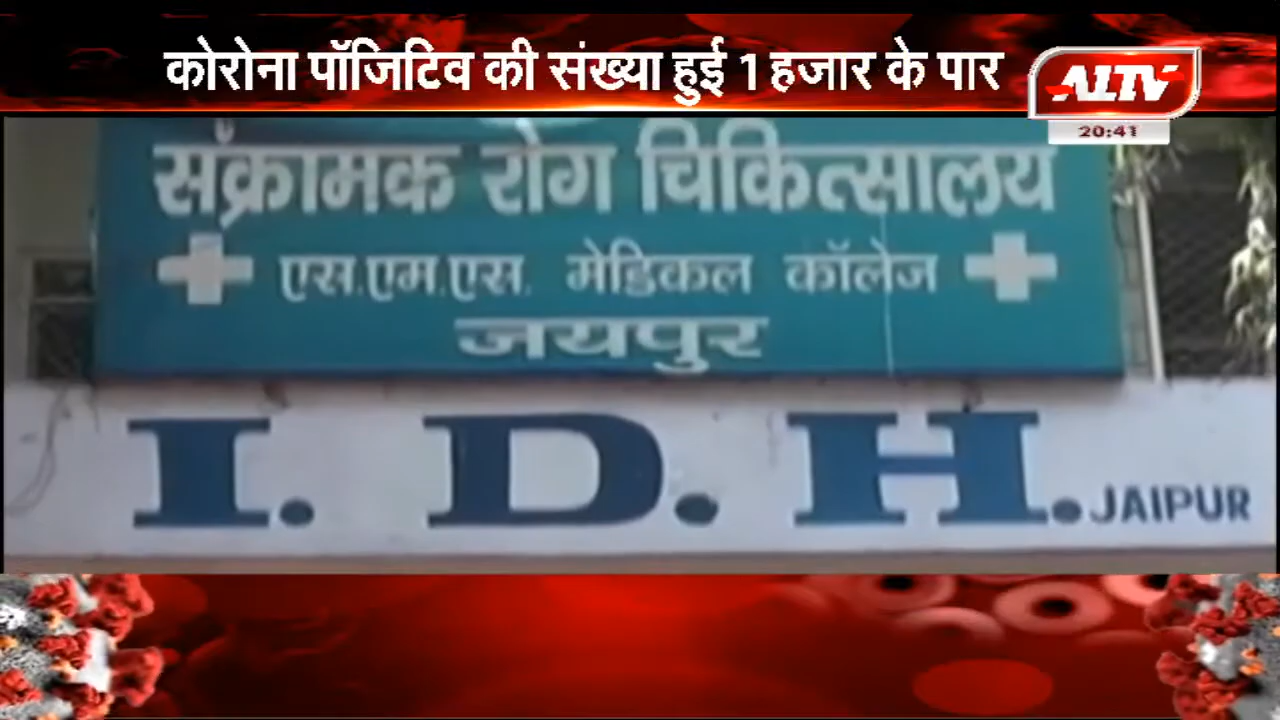 कोरोना पॉजिटिव की संख्या हुई 1 हजार के पार
ALTV
20:41
संक्रामक रोग चिकित्सालय
एस.एम.एस. मेडिकल कॉलेज
जयपुर
I. D. H. JAIPUR